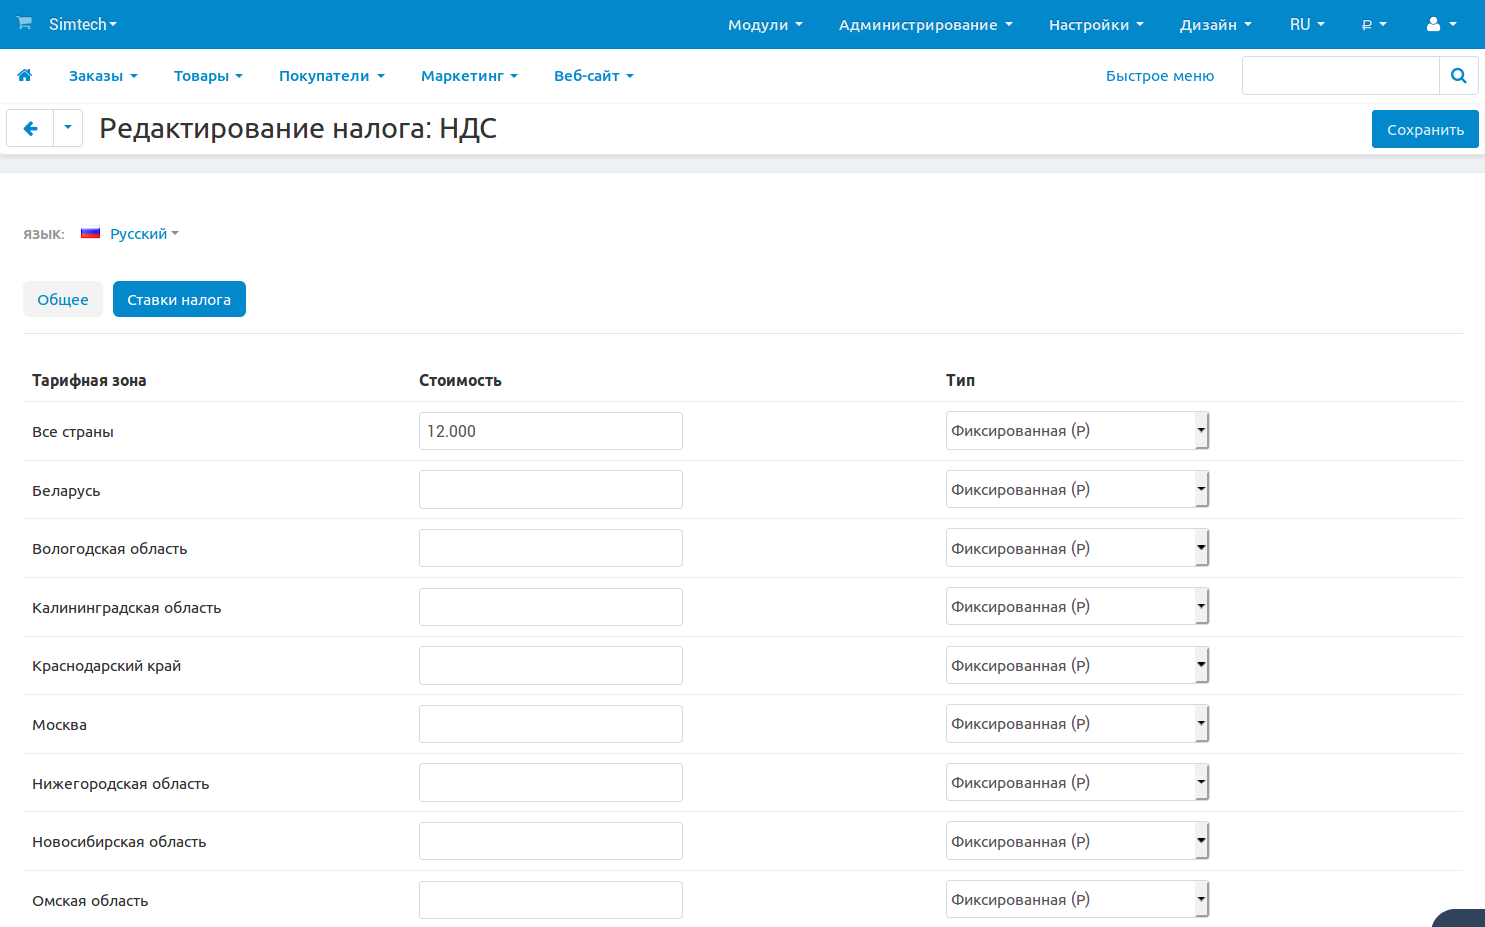 Simtech Модули Администрирование Настройки Дизайн RU ₽
Заказы Товары Покупатели Маркетинг Веб-сайт Быстрое меню
Редактирование налога: НДС Сохранить
ЯЗЫК: Русский
Общее Ставки налога
Тарифная зона Стоимость Тип
Все страны 12.000 Фиксированная (Р)
Беларусь Фиксированная (Р)
Вологодская область Фиксированная (Р)
Калининградская область Фиксированная (Р)
Краснодарский край Фиксированная (Р)
Москва Фиксированная (Р)
Нижегородская область Фиксированная (Р)
Новосибирская область Фиксированная (Р)
Омская область Фиксированная (Р)